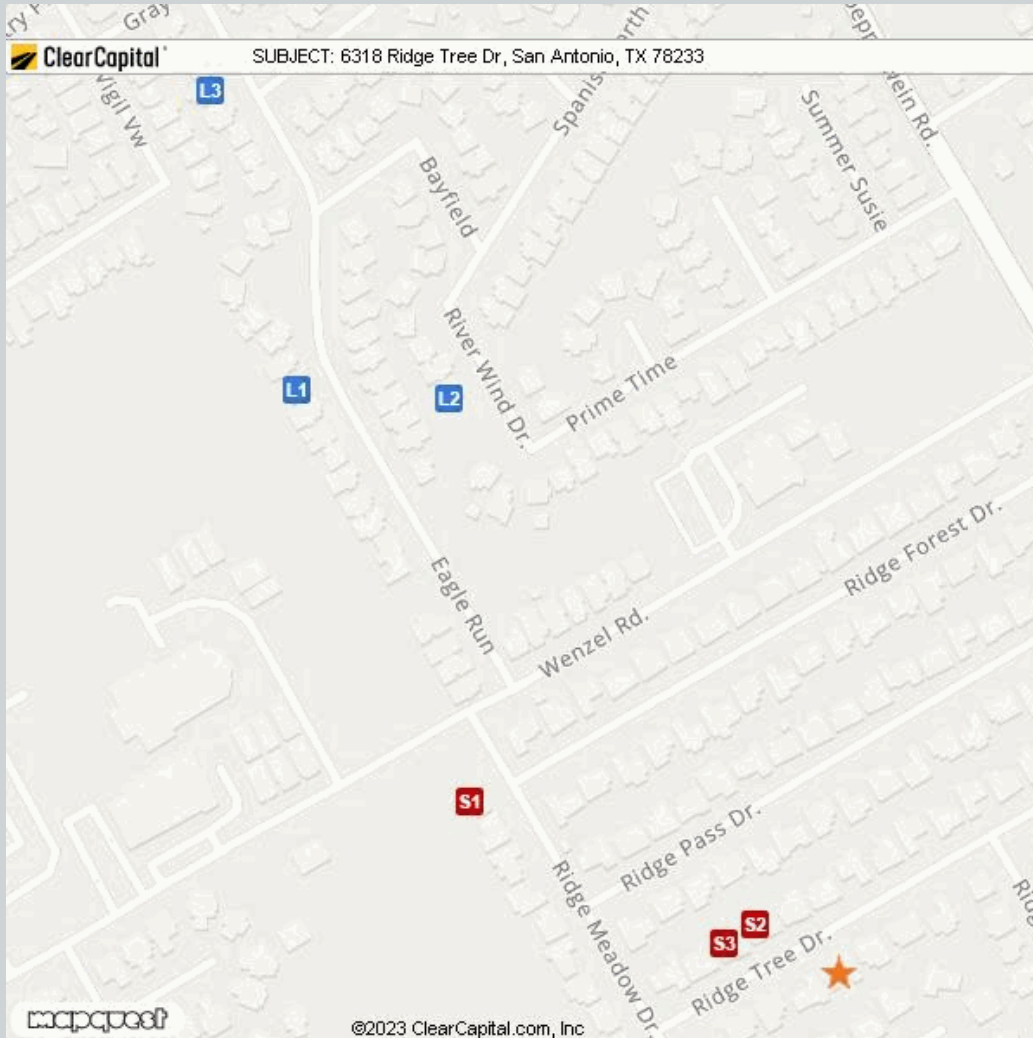 Gray
ClearCapital
SUBJECT: 6318 Ridge Tree Dr, San Antonio, TX 78233
L3
Vigil Vw
Bayfield
Summer Susie
L1
L2
River Wind Dr.
Prime Time
Eagle Run
Wenzel Rd.
Ridge Forest Dr.
S1
Ridge Pass Dr.
Ridge Meadow Dr.
S2
S3
Ridge Tree Dr.
mapquest
©2023 ClearCapital.com, Inc